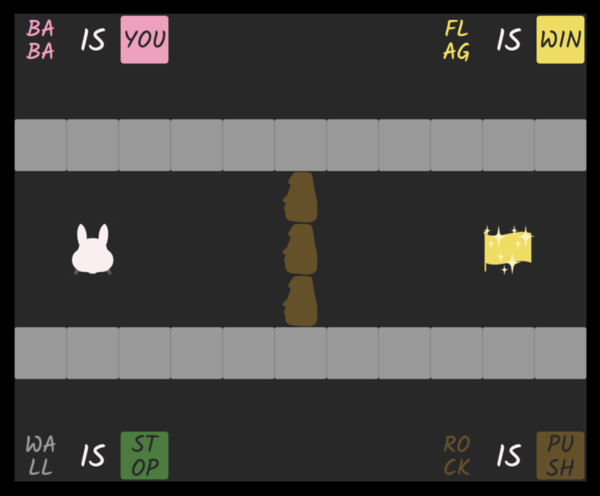 BA BA IS YOU
FL AG IS WIN
WA LL IS ST OP
RO CK IS PU SH